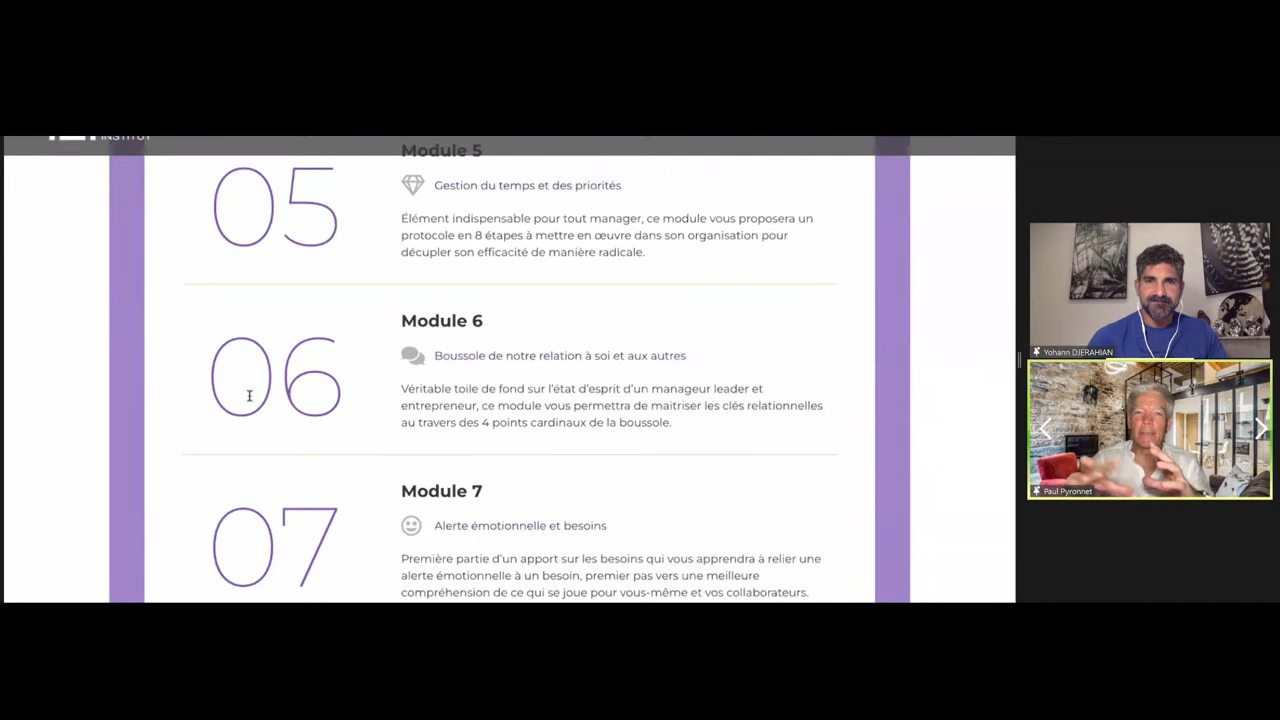 INSTITUT
Module 5
05
Gestion du temps et des priorités
Élément indispensable pour tout manager, ce module vous proposera un
protocole en 8 étapes à mettre en œuvre dans son organisation pour
décupler son efficacité de manière radicale.
Module 6
06
Boussole de notre relation à soi et aux autres
Véritable toile de fond sur l'état d'esprit d'un manageur leader et
entrepreneur, ce module vous permettra de maitriser les clés relationnelles
au travers des 4 points cardinaux de la boussole.
Module 7
07
Alerte émotionnelle et besoins
Première partie d'un apport sur les besoins qui vous apprendra à relier une
alerte émotionnelle à un besoin, premier pas vers une meilleure
compréhension de ce qui se joue pour vous-même et vos collaborateurs.
Yohann DJERAHIAN
Paul Pyronnet